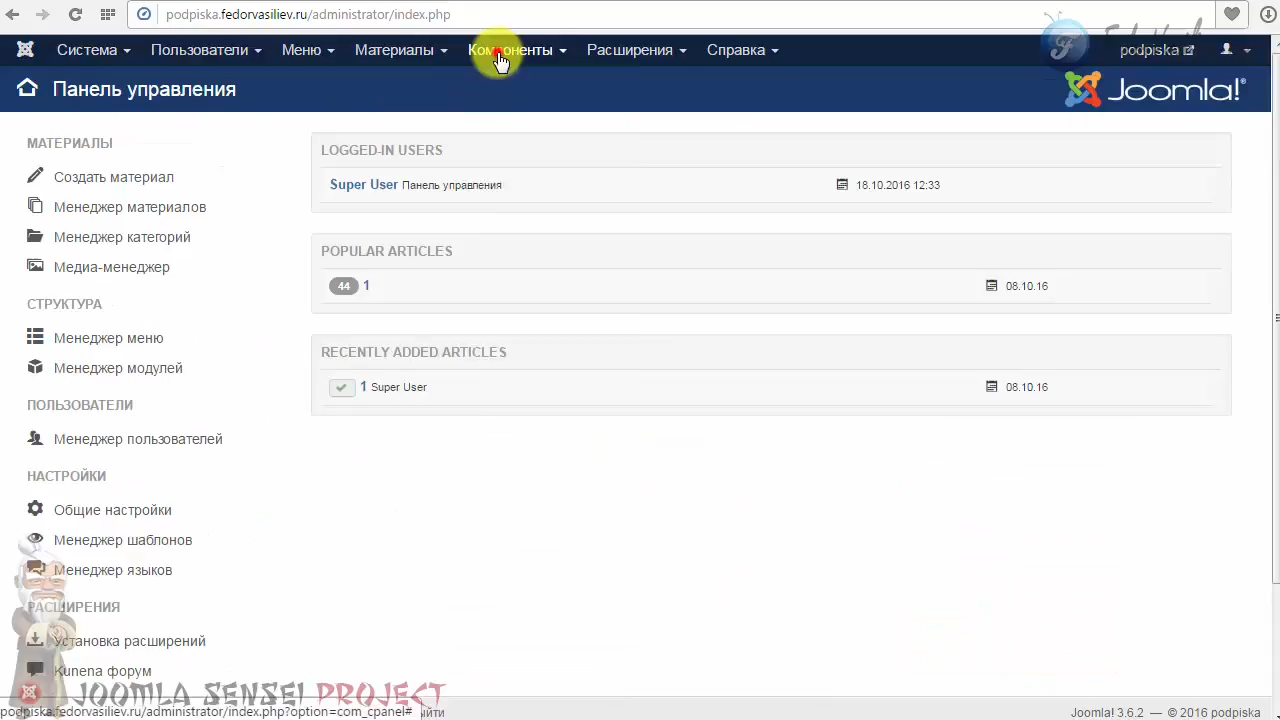 podpiska.fedorvasiliev.ru/administrator/index.php
Система Пользователи Меню Материалы Компоненты Расширения Справка podpiska
Панель управления
Joomla!®
МАТЕРИАЛЫ
Создать материал
Менеджер материалов
Менеджер категорий
Медиа-менеджер
СТРУКТУРА
Менеджер меню
Менеджер модулей
ПОЛЬЗОВАТЕЛИ
Менеджер пользователей
НАСТРОЙКИ
Общие настройки
Менеджер шаблонов
Менеджер языков
РАСШИРЕНИЯ
Установка расширений
Kunena форум
LOGGED-IN USERS
Super User Панель управления 18.10.2016 12:33
POPULAR ARTICLES
44 1 08.10.16
RECENTLY ADDED ARTICLES
1 Super User 08.10.16
JOOMLA SENSEI PROJECT
podpiska.fedorvasiliev.ru/administrator/index.php?option=com_cpanel#
Joomla! 3.6.2 — © 2016 podpiska